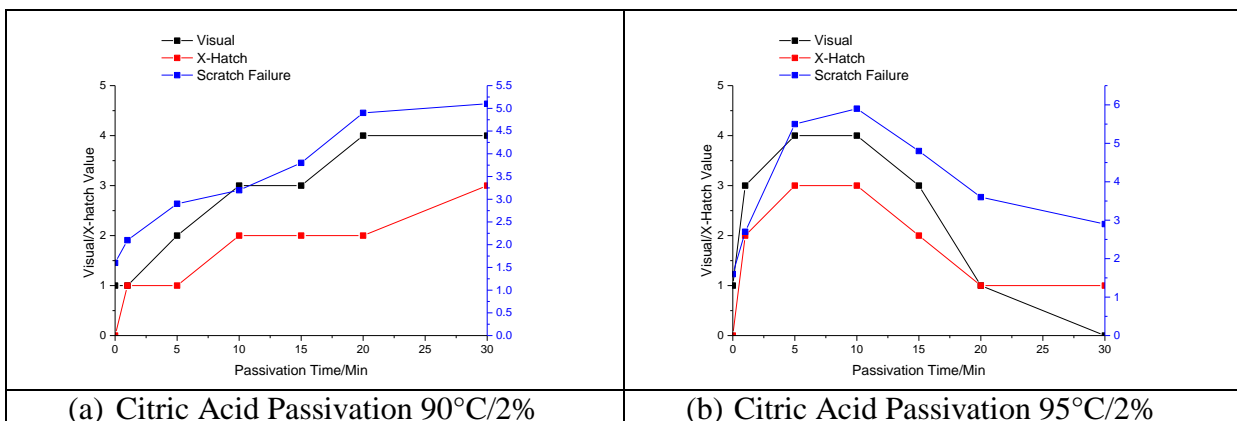 Visual
X-Hatch
Scratch Failure
5
4
3
2
1
0
Visual/X-hatch Value
5.5
5.0
4.5
4.0
3.5
3.0
2.5
2.0
1.5
1.0
0.5
0.0
0 5 10 15 20 30
Passivation Time/Min
(a) Citric Acid Passivation 90°C/2%
Visual
X-Hatch
Scratch Failure
5
4
3
2
1
0
Visual/X-Hatch Value
6
5
4
3
2
1
0
0 5 10 15 20 30
Passivation Time/Min
(b) Citric Acid Passivation 95°C/2%